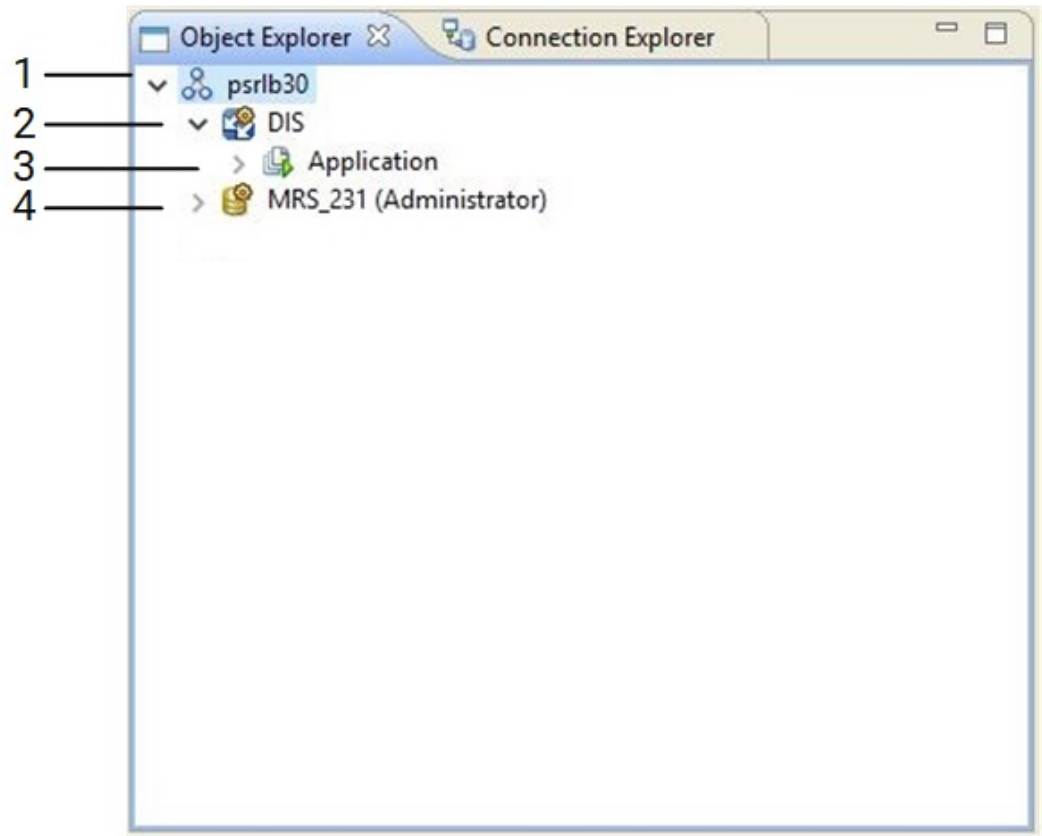 Object Explorer Connection Explorer
1 psrlb30
2 DIS
3 Application
4 MRS_231 (Administrator)